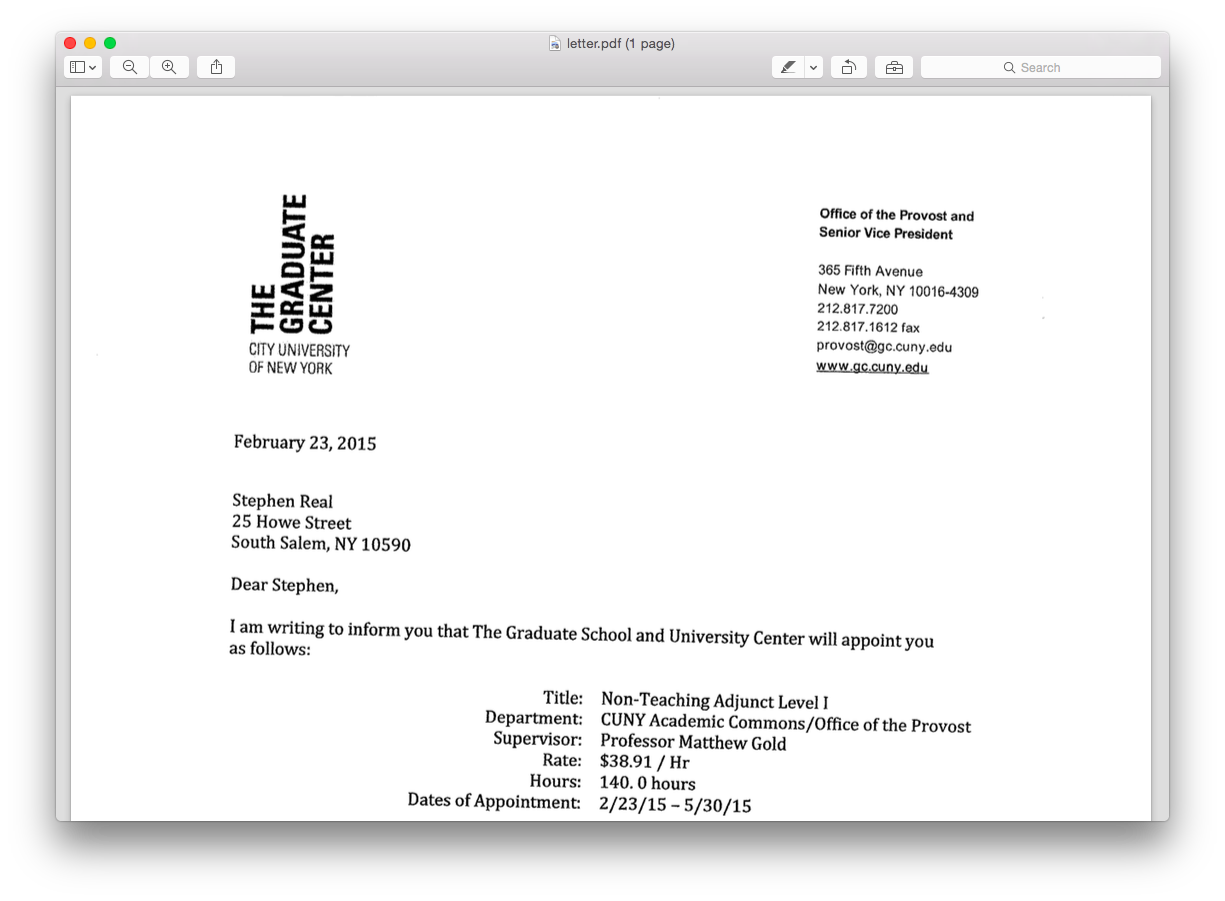 letter.pdf (1 page)
Search
THE
GRADUATE
CENTER
CITY UNIVERSITY
OF NEW YORK
Office of the Provost and
Senior Vice President
365 Fifth Avenue
New York, NY 10016-4309
212.817.7200
212.817.1612 fax
provost@gc.cuny.edu
www.gc.cuny.edu
February 23, 2015
Stephen Real
25 Howe Street
South Salem, NY 10590
Dear Stephen,
I am writing to inform you that The Graduate School and University Center will appoint you
as follows:
Title: Non-Teaching Adjunct Level I
Department: CUNY Academic Commons/Office of the Provost
Supervisor: Professor Matthew Gold
Rate: $38.91 / Hr
Hours: 140. 0 hours
Dates of Appointment: 2/23/15 – 5/30/15